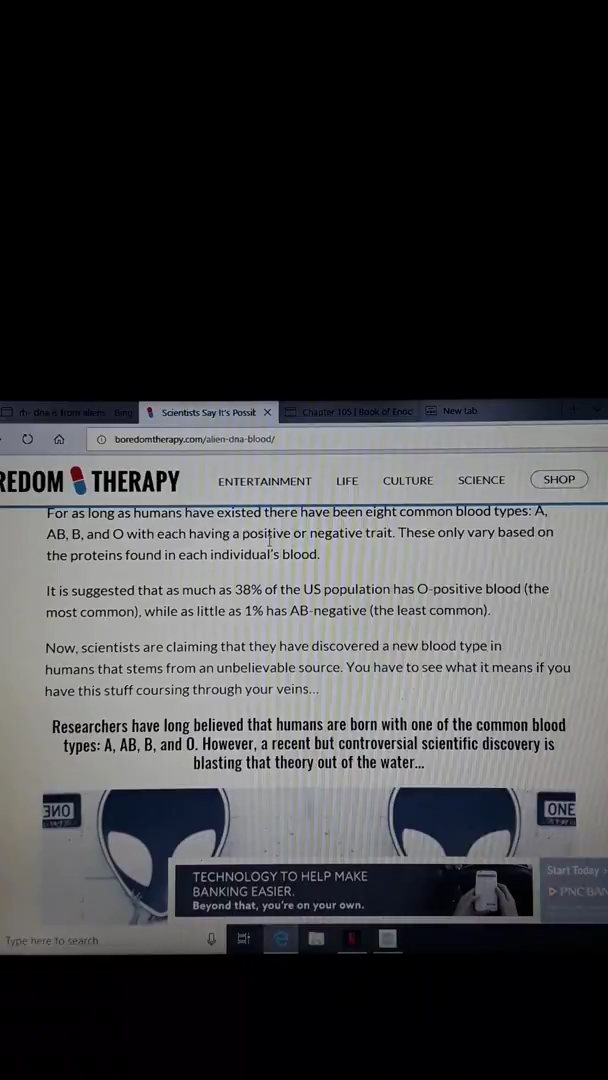 rh- dna is from aliens - Bing
Scientists Say It's Possib
Chapter 105 | Book of Enoc
New tab
boredomtherapy.com/alien-dna-blood/
REDOM THERAPY
ENTERTAINMENT
LIFE
CULTURE
SCIENCE
SHOP
For as long as humans have existed there have been eight common blood types: A,
AB, B, and O with each having a positive or negative trait. These only vary based on
the proteins found in each individual's blood.
It is suggested that as much as 38% of the US population has O-positive blood (the
most common), while as little as 1% has AB-negative (the least common).
Now, scientists are claiming that they have discovered a new blood type in
humans that stems from an unbelievable source. You have to see what it means if you
have this stuff coursing through your veins...
Researchers have long believed that humans are born with one of the common blood
types: A, AB, B, and O. However, a recent but controversial scientific discovery is
blasting that theory out of the water...
ONE
ONE
TECHNOLOGY TO HELP MAKE
BANKING EASIER.
Beyond that, you're on your own.
Start Today
PNC BAN
Type here to search